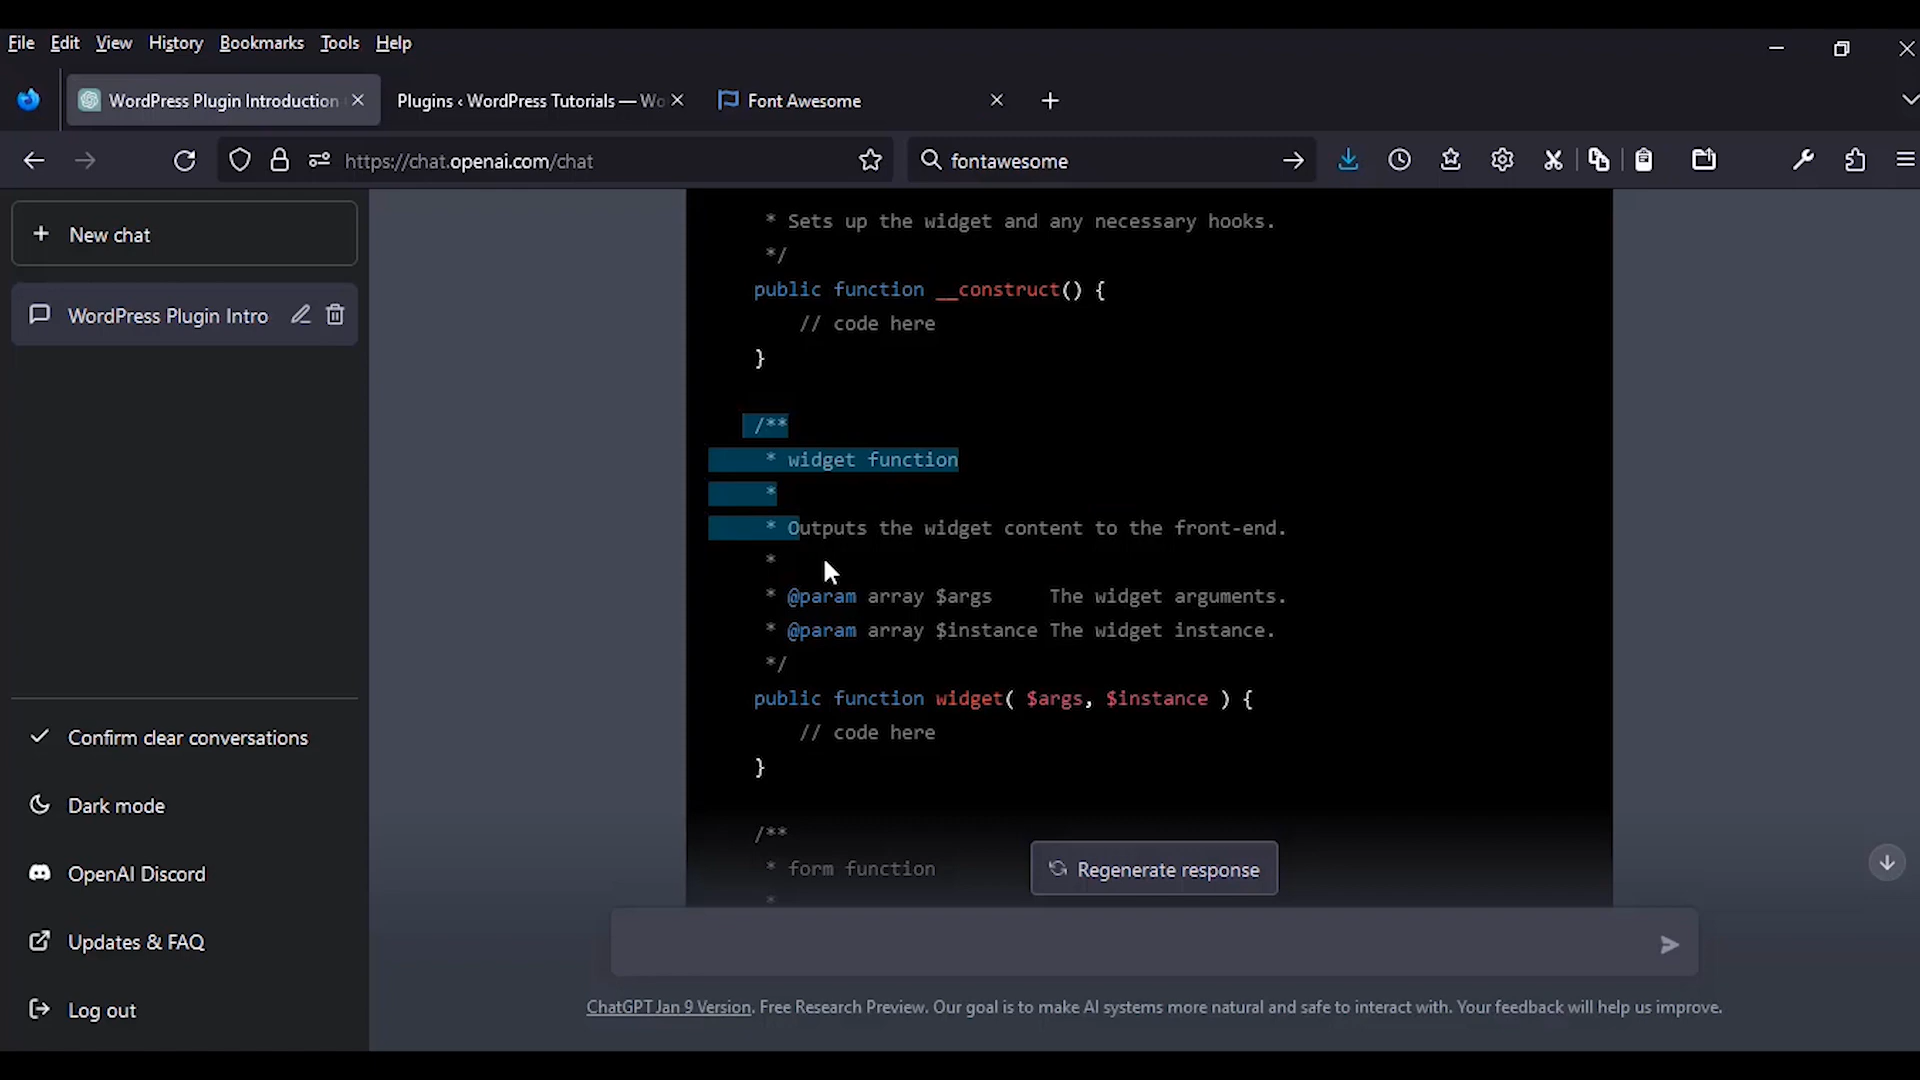 File Edit View History Bookmarks Tools Help
WordPress Plugin Introduction Plugins ‹ WordPress Tutorials — Wo Font Awesome
https://chat.openai.com/chat fontawesome
+ New chat
WordPress Plugin Intro
Confirm clear conversations
Dark mode
OpenAI Discord
Updates & FAQ
Log out
* Sets up the widget and any necessary hooks.
*/
public function __construct() {
// code here
}
/**
* widget function
*
* Outputs the widget content to the front-end.
*
* @param array $args The widget arguments.
* @param array $instance The widget instance.
*/
public function widget( $args, $instance ) {
// code here
}
/**
* form function
*
Regenerate response
ChatGPT Jan 9 Version. Free Research Preview. Our goal is to make AI systems more natural and safe to interact with. Your feedback will help us improve.